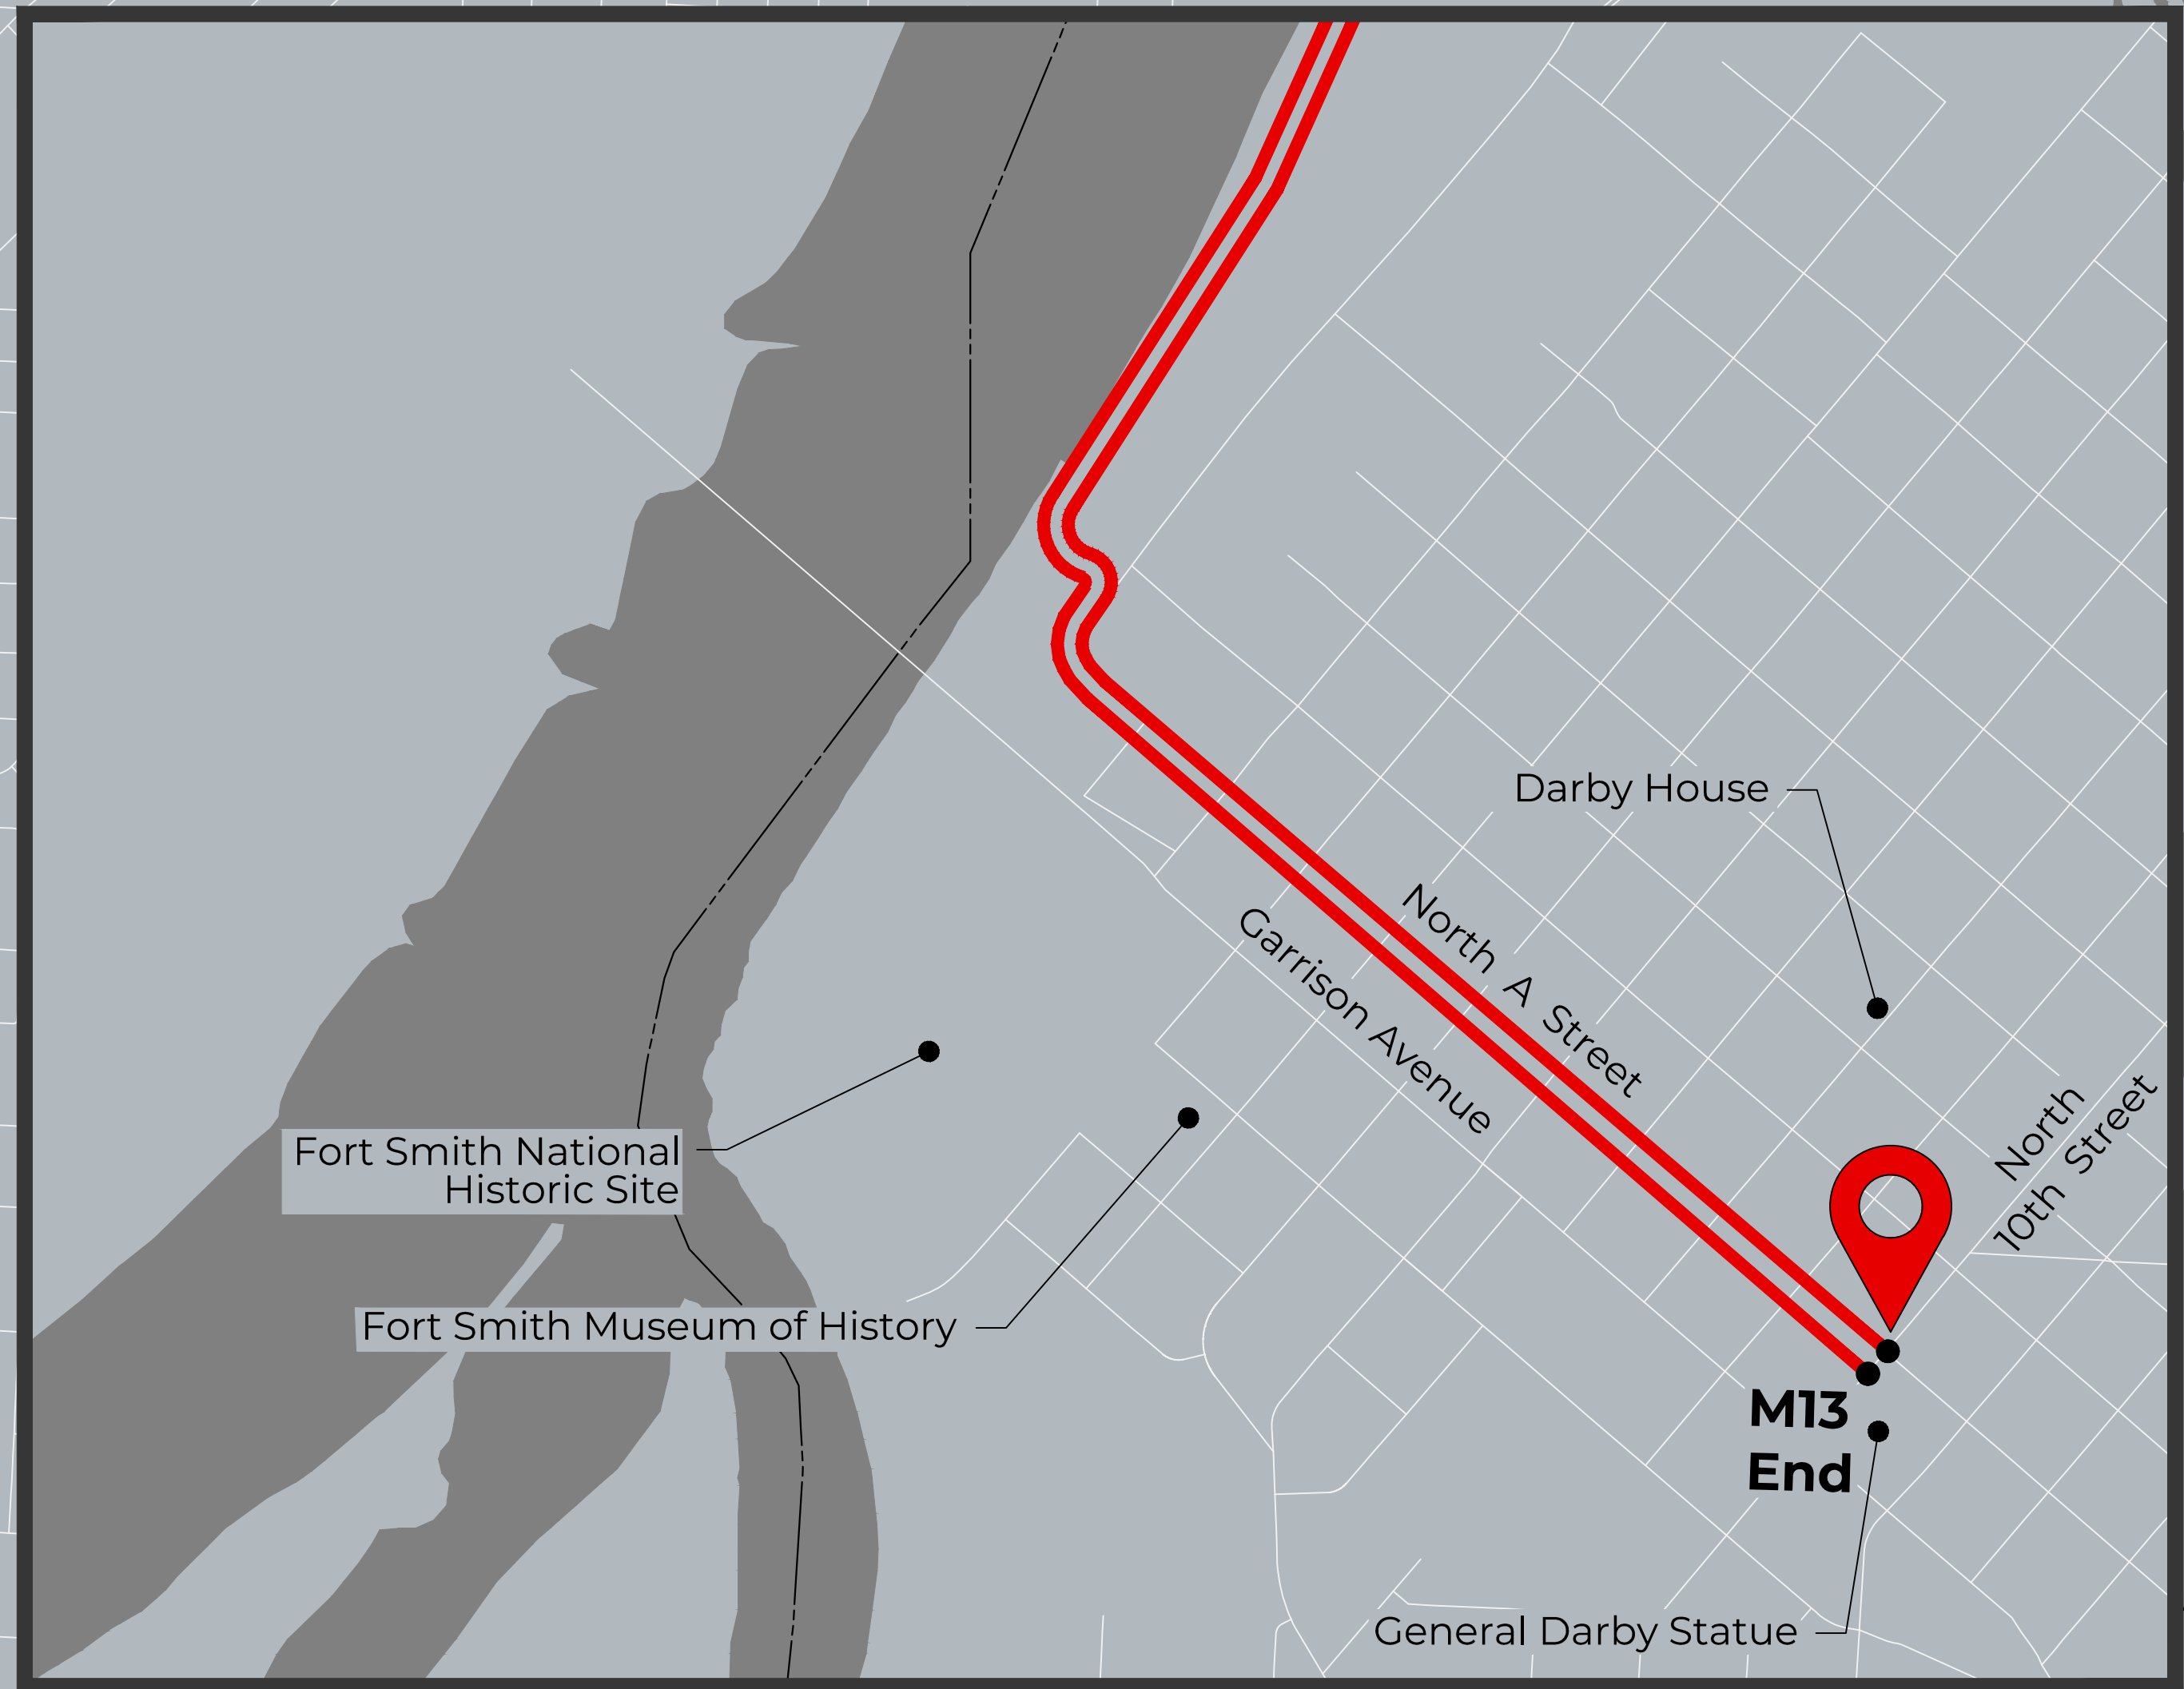 Darby House
North A Street
Garrison Avenue
North
10th Street
Fort Smith National
Historic Site
Fort Smith Museum of History
M13
End
General Darby Statue